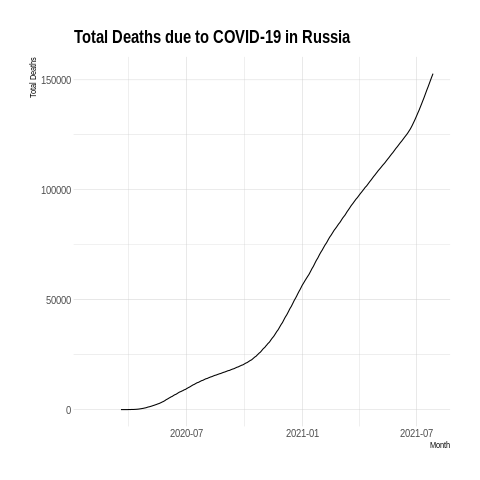 Total Deaths due to COVID-19 in Russia
Total Deaths
150000
100000
50000
0
2020-07 2021-01 2021-07
Month